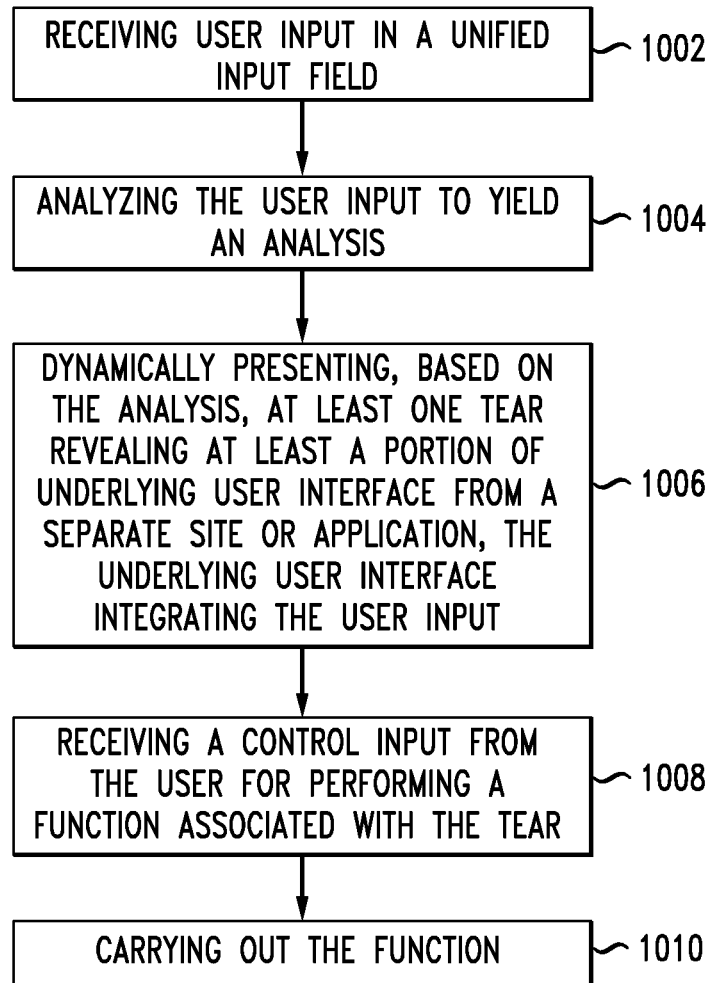 RECEIVING USER INPUT IN A UNIFIED
INPUT FIELD
1002
ANALYZING THE USER INPUT TO YIELD
AN ANALYSIS
1004
DYNAMICALLY PRESENTING, BASED ON
THE ANALYSIS, AT LEAST ONE TEAR
REVEALING AT LEAST A PORTION OF
UNDERLYING USER INTERFACE FROM A
SEPARATE SITE OR APPLICATION, THE
UNDERLYING USER INTERFACE
INTEGRATING THE USER INPUT
1006
RECEIVING A CONTROL INPUT FROM
THE USER FOR PERFORMING A
FUNCTION ASSOCIATED WITH THE TEAR
1008
CARRYING OUT THE FUNCTION
1010